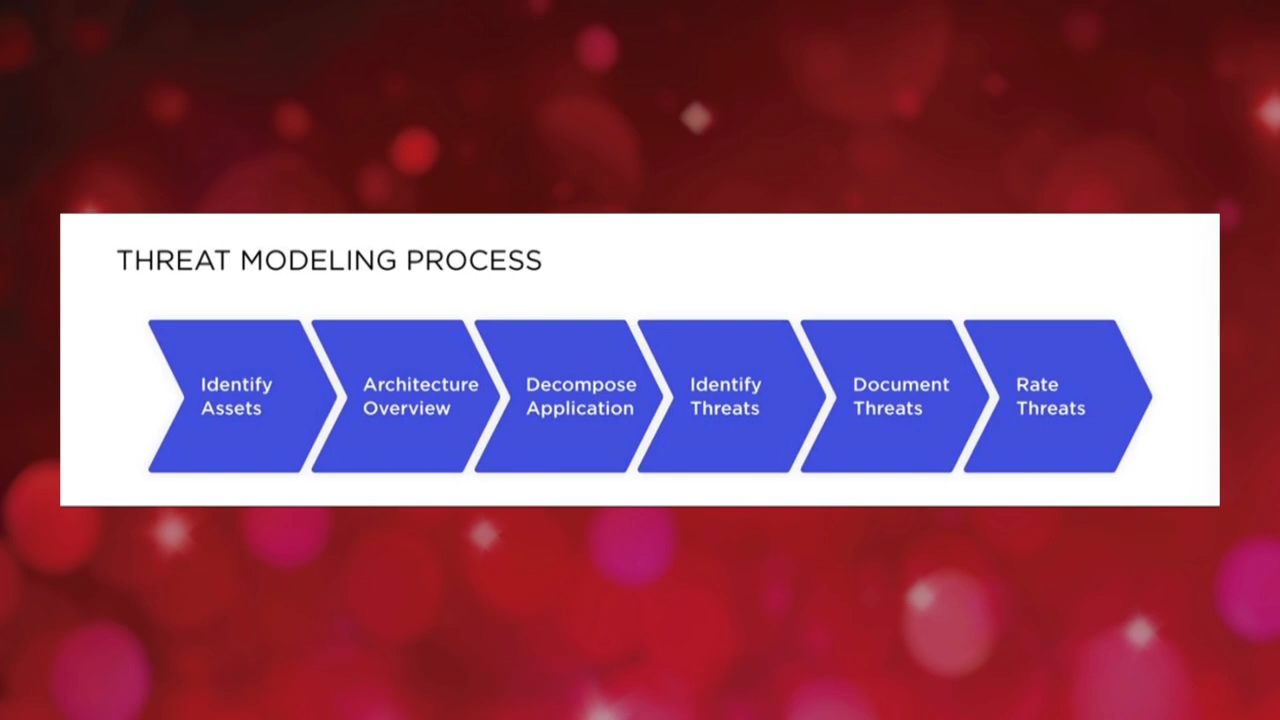 THREAT MODELING PROCESS
Identify
Assets
Architecture
Overview
Decompose
Application
Identify
Threats
Document
Threats
Rate
Threats